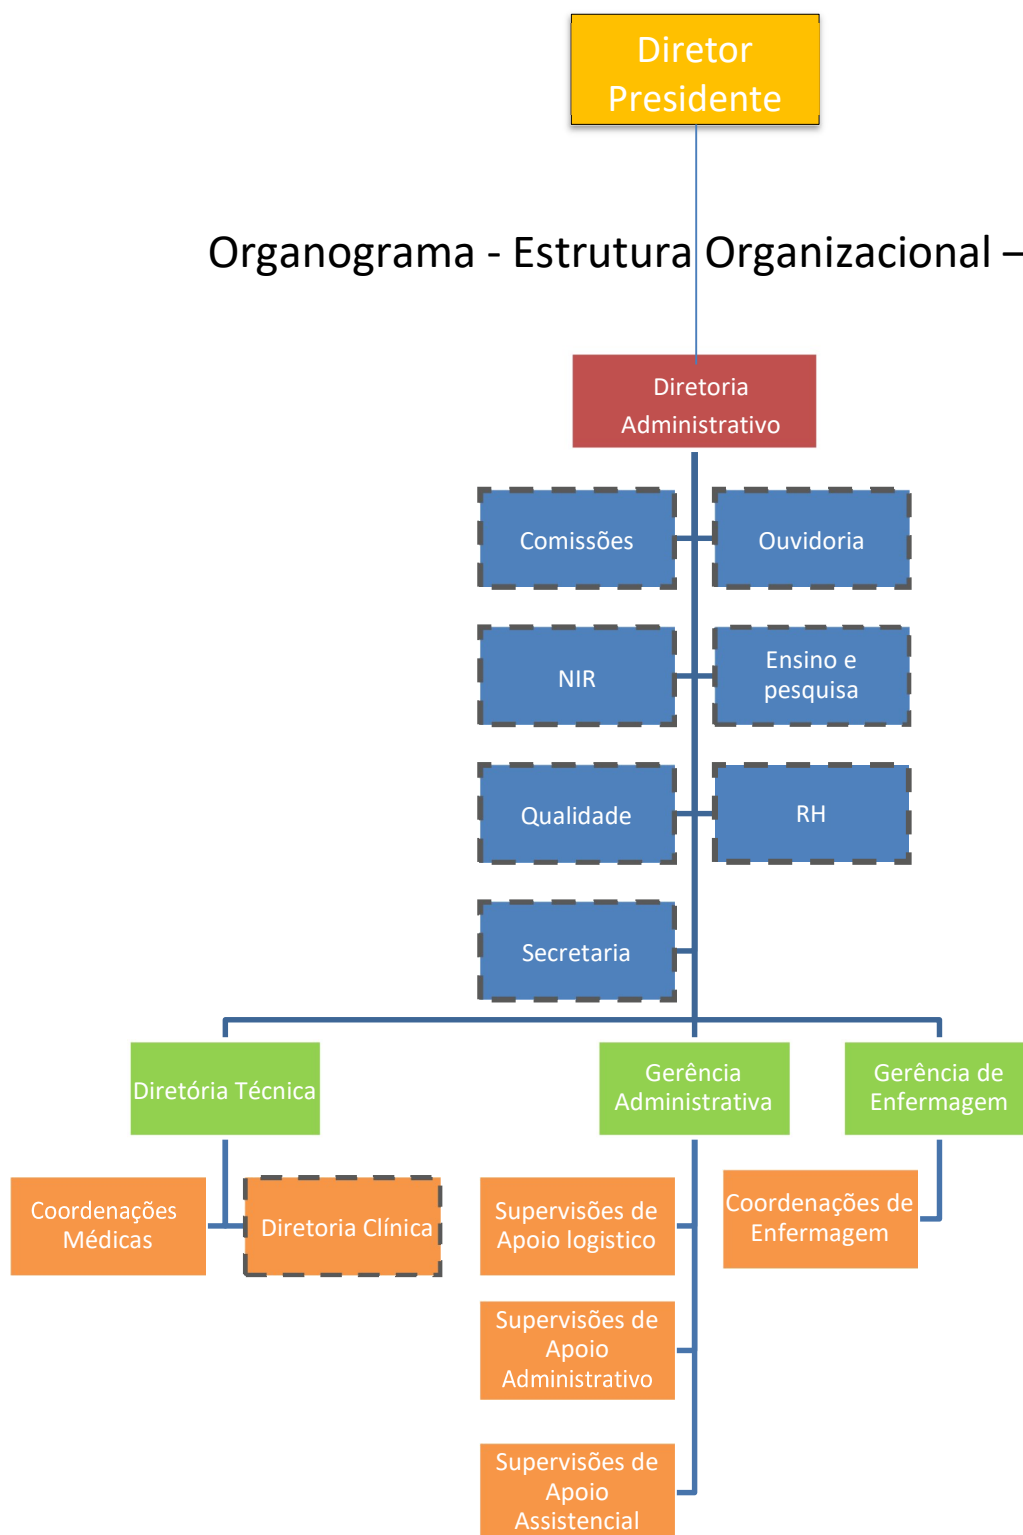 Diretor
Presidente
Organograma - Estrutura Organizacional –
Diretoria
Administrativo
Comissões
Ouvidoria
NIR
Ensino e
pesquisa
Qualidade
RH
Secretaria
Diretória Técnica
Gerência
Administrativa
Gerência de
Enfermagem
Coordenações
Médicas
Diretoria Clínica
Supervisões de
Apoio logistico
Coordenações de
Enfermagem
Supervisões de
Apoio
Administrativo
Supervisões de
Apoio
Assistencial